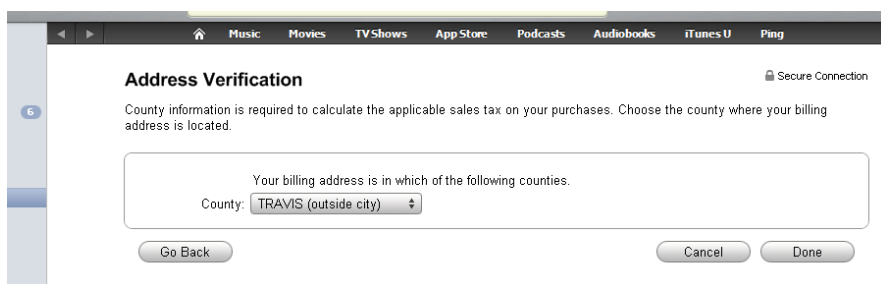 Music Movies TV Shows App Store Podcasts Audiobooks iTunes U Ping
Address Verification
Secure Connection
6
County information is required to calculate the applicable sales tax on your purchases. Choose the county where your billing
address is located.
Your billing address is in which of the following counties.
County: TRAVIS (outside city)
Go Back Cancel Done